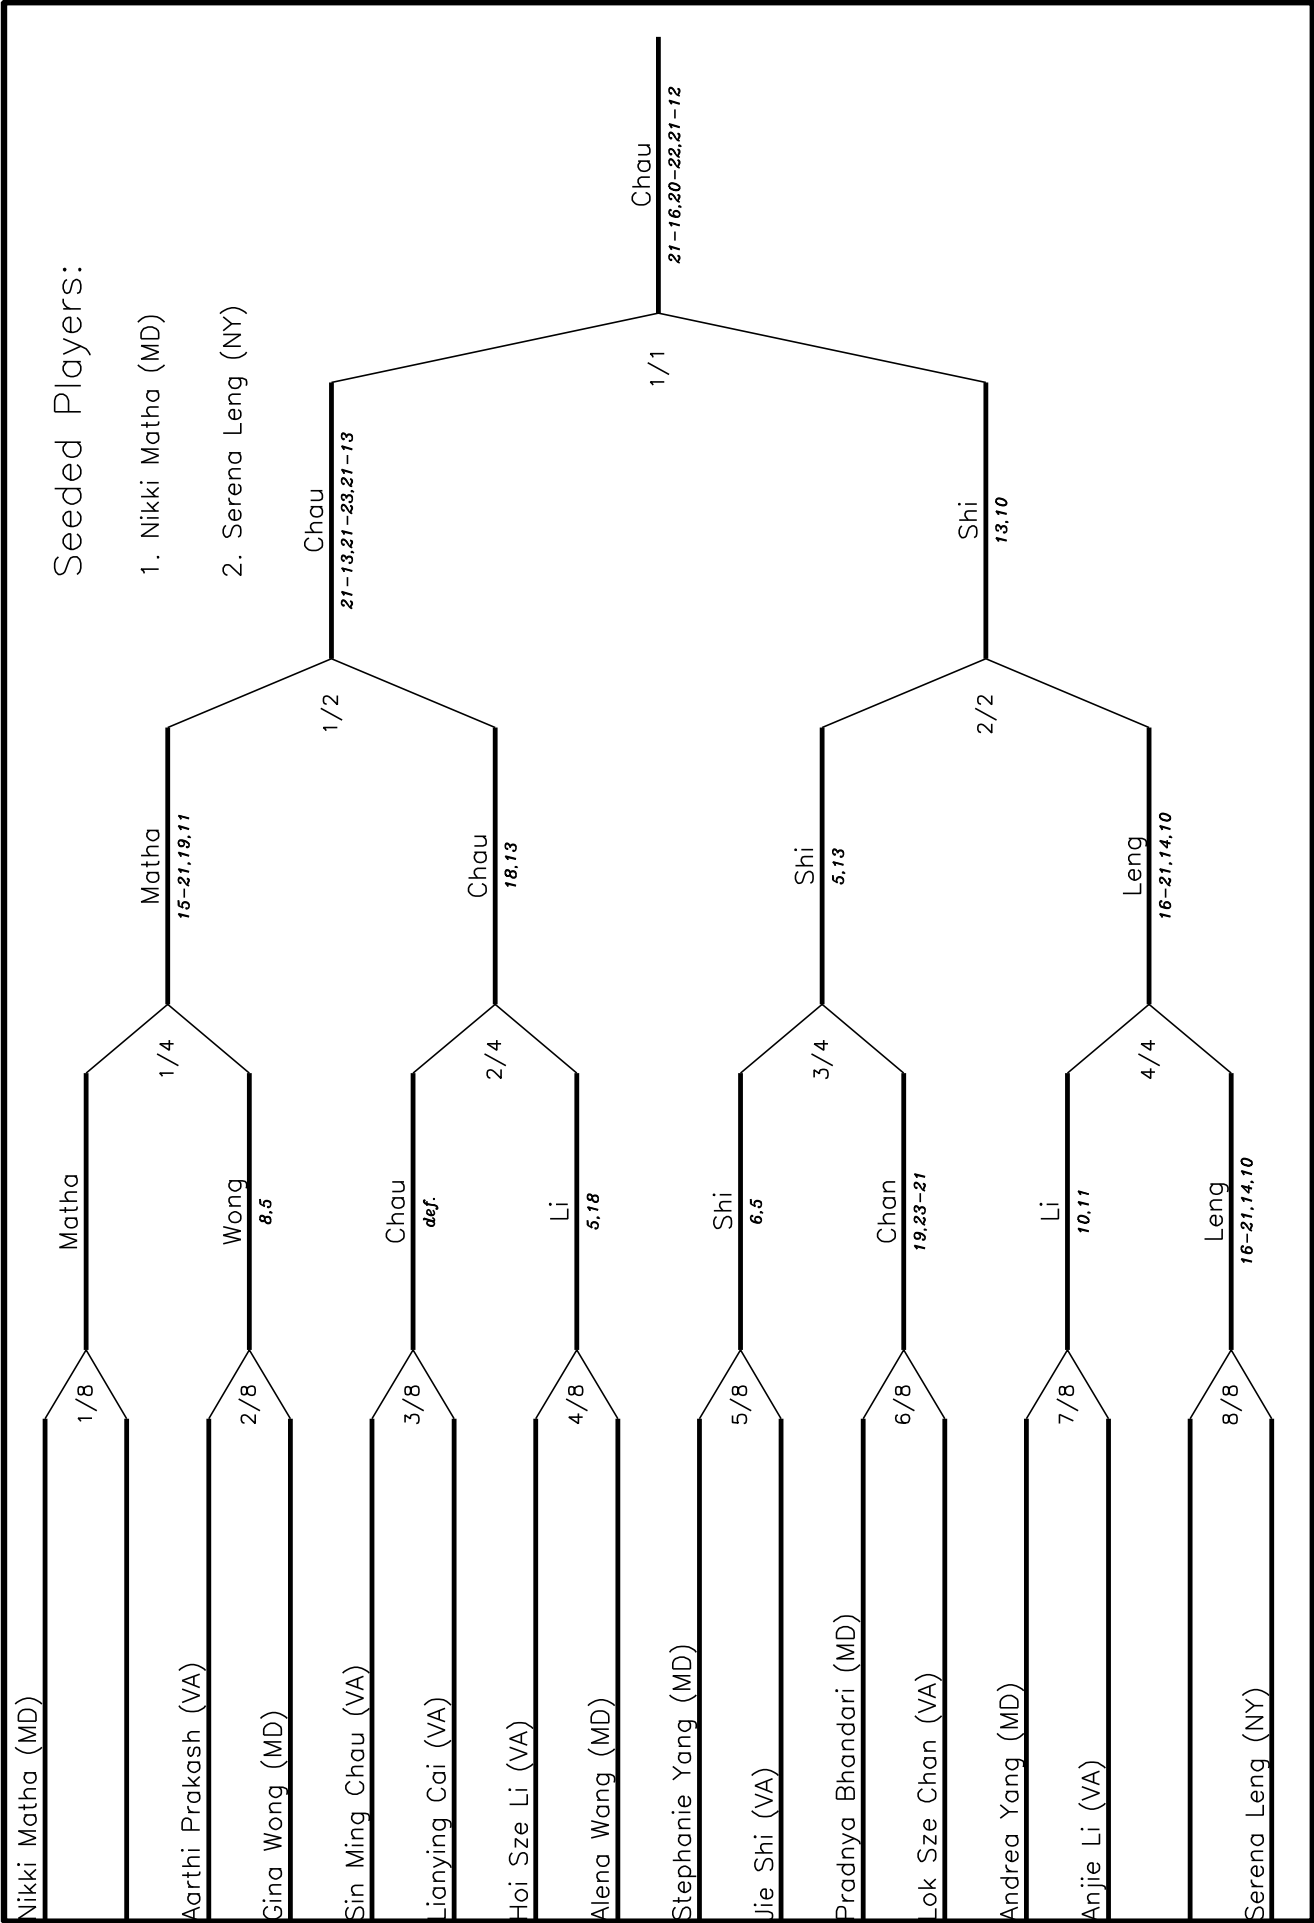 Seeded Players:
1. Nikki Matha (MD)
2. Serena Leng (NY)
Nikki Matha (MD)
Aarthi Prakash (VA)
Gina Wong (MD)
Sin Ming Chau (VA)
Lianying Cai (VA)
Hoi Sze Li (VA)
Alena Wang (MD)
Stephanie Yang (MD)
Jie Shi (VA)
Pradnya Bhandari (MD)
Lok Sze Chan (VA)
Andrea Yang (MD)
Anjie Li (VA)
Serena Leng (NY)
1/8
2/8
3/8
4/8
5/8
6/8
7/8
8/8
Matha
Wong
8,5
Chau
def.
Li
5,18
Shi
6,5
Chan
19,23-21
Li
10,11
Leng
16-21,14,10
1/4
2/4
3/4
4/4
Matha
15-21,19,11
Chau
18,13
Shi
5,13
Leng
16-21,14,10
1/2
2/2
Chau
21-13,21-23,21-13
Shi
13,10
1/1
Chau
21-16,20-22,21-12